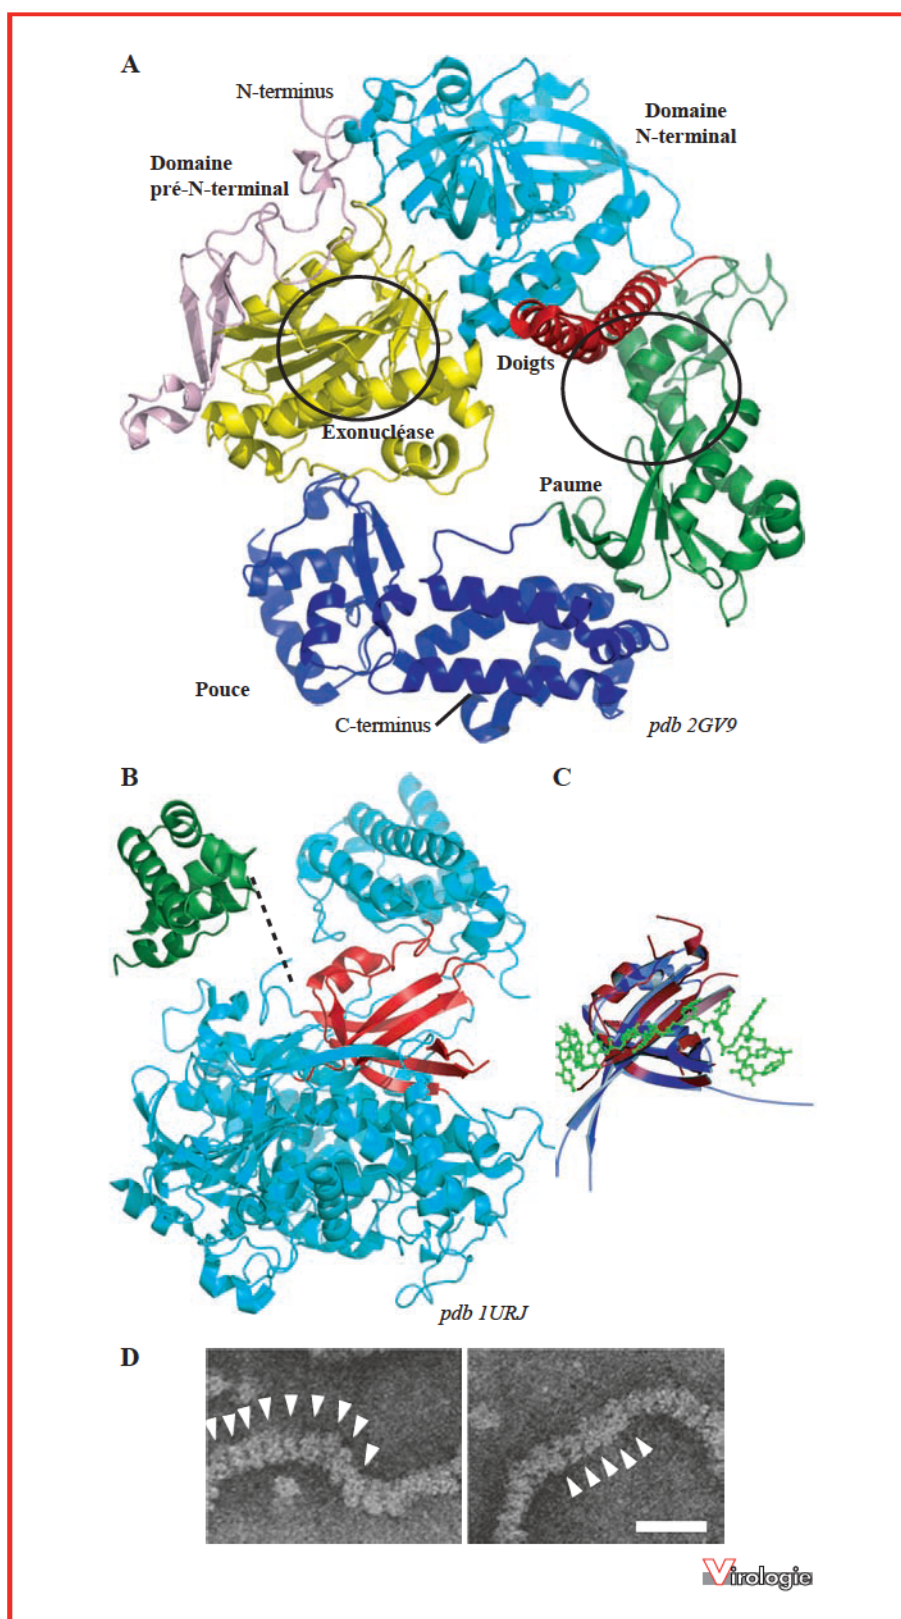 A
N-terminus
Domaine
N-terminal
Domaine
pré-N-terminal
Doigts
Exonucléase
Paume
Pouce
C-terminus
pdb 2GV9
B
C
pdb 1URJ
D
Virologie